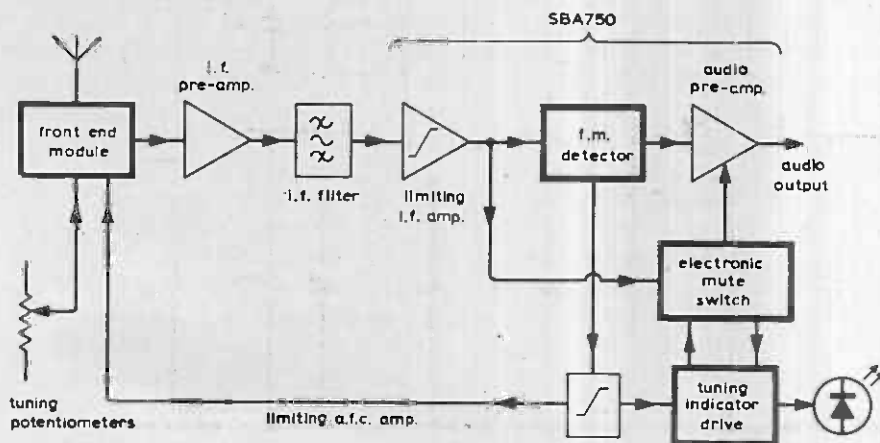 SBA750
i.f.
pre-amp.
audio
pre-amp.
front end
module
f.m.
detector
audio
output
i.f. filter
limiting
i.f. amp.
electronic
mute
switch
tuning
potentiometers
limiting a.f.c. amp.
tuning
indicator
drive